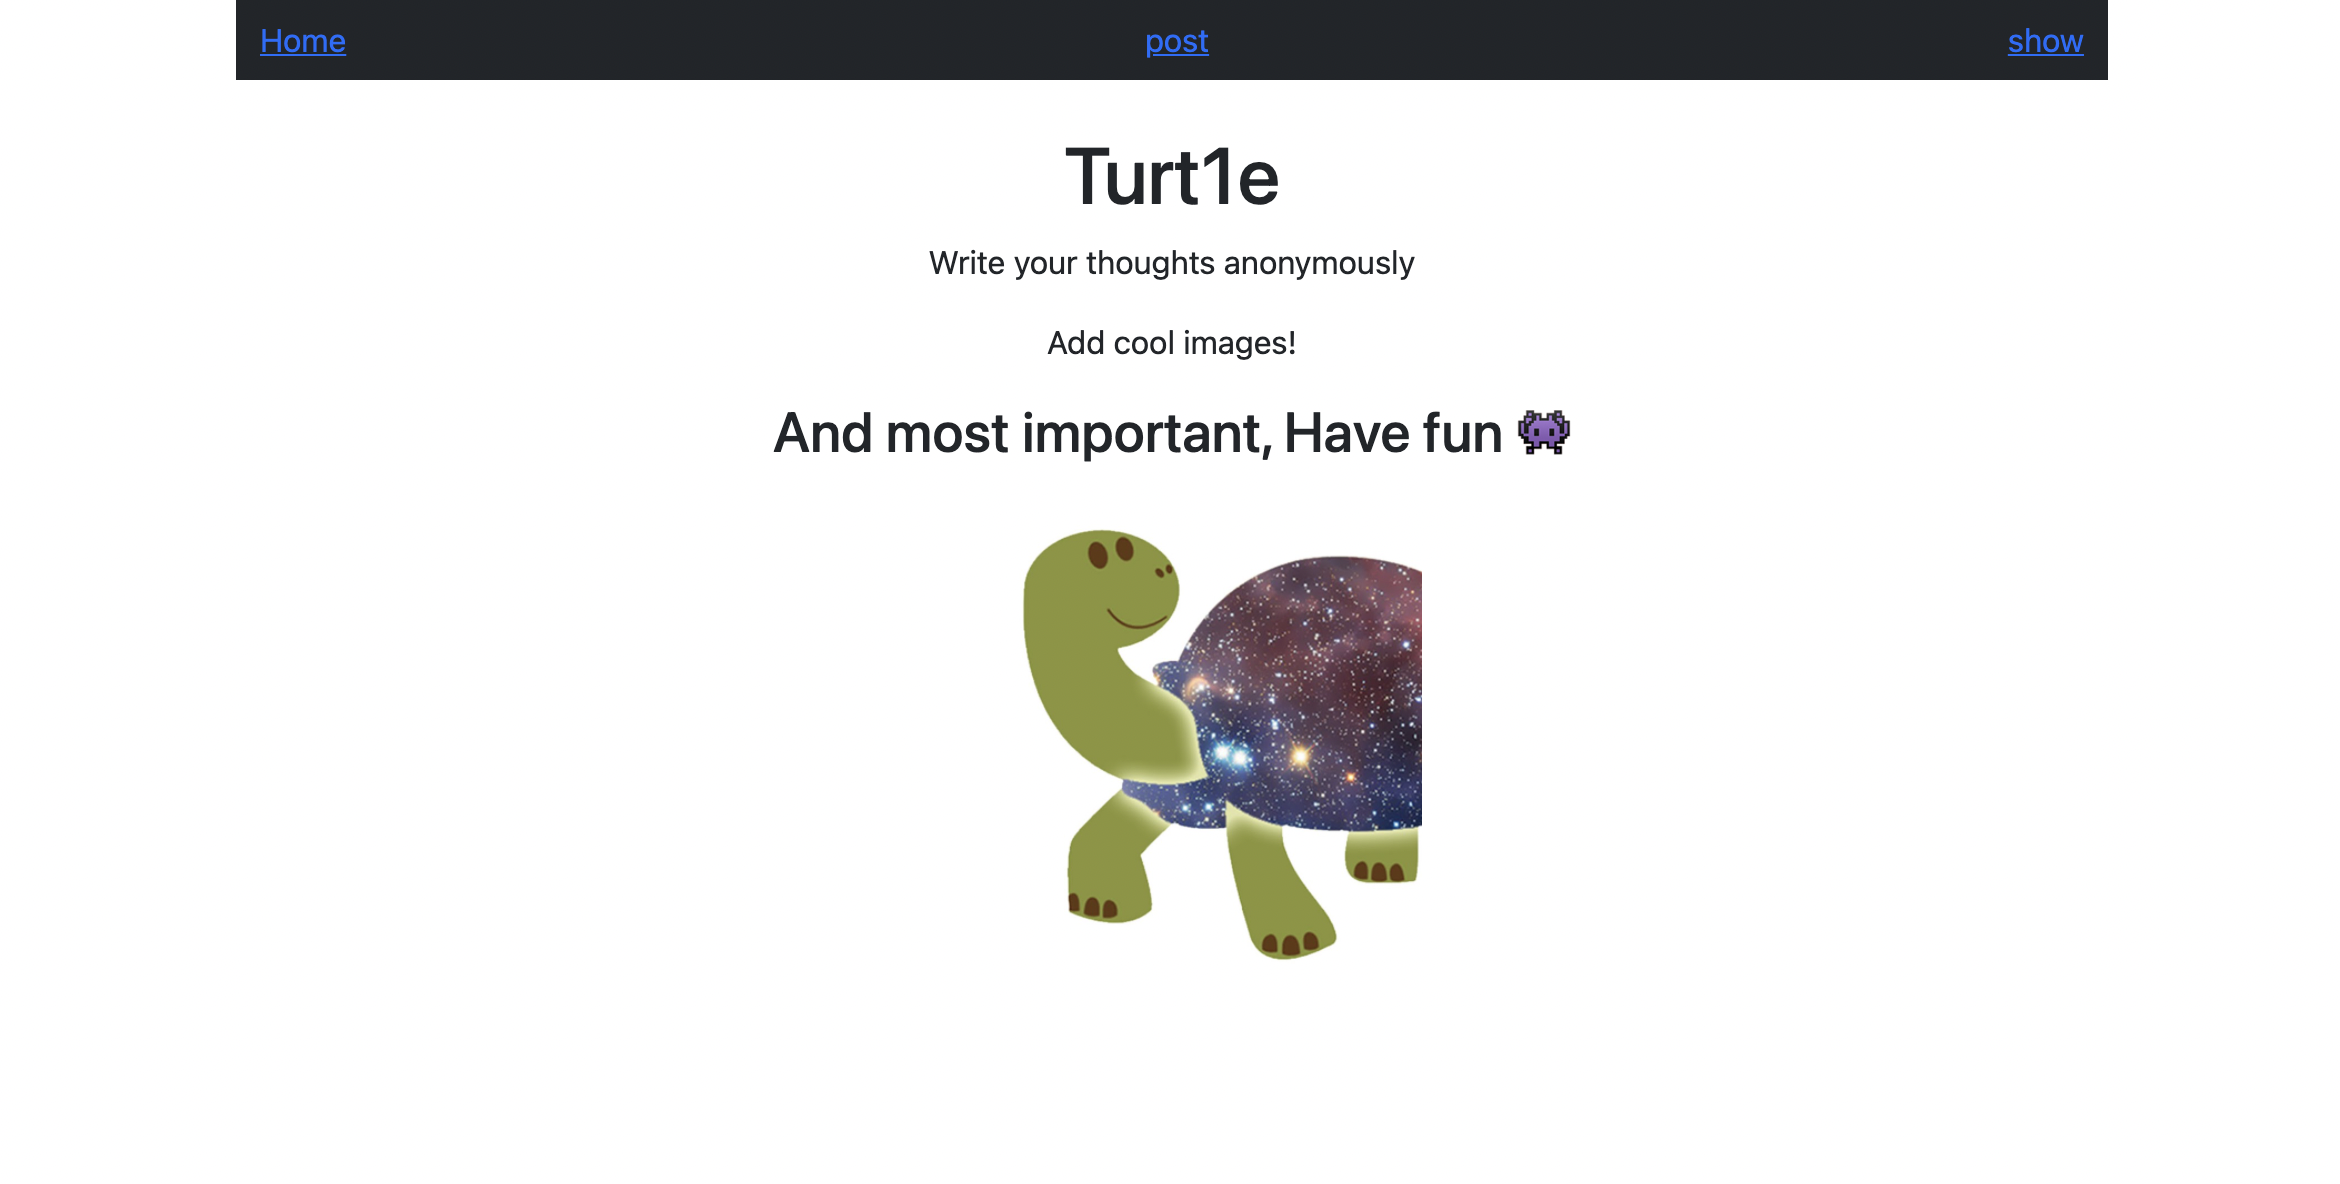 Home post show
Turt1e
Write your thoughts anonymously
Add cool images!
And most important, Have fun 👾